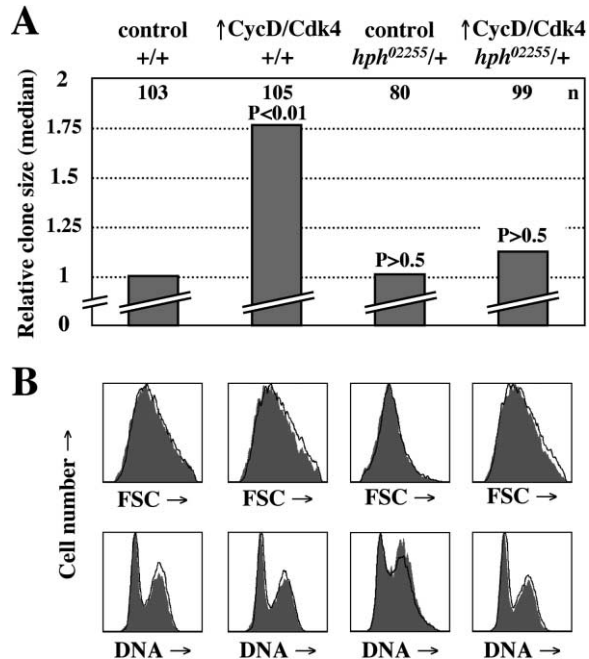 A
control +/+
↑CycD/Cdk4 +/+
control hph⁰²²⁵⁵/+
↑CycD/Cdk4 hph⁰²²⁵⁵/+
Relative clone size (median)
2
1.75
1.5
1.25
1
0
103
105
80
99
n
P<0.01
P>0.5
P>0.5
B
Cell number →
FSC →
FSC →
FSC →
FSC →
DNA →
DNA →
DNA →
DNA →